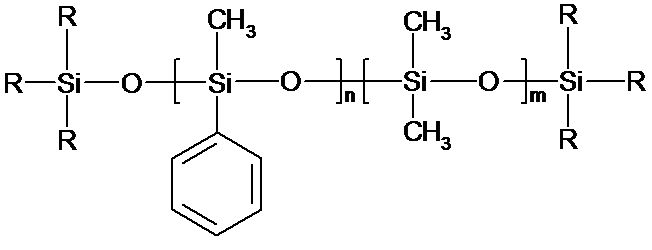 R CH₃ CH₃ R
R Si O [ Si O ]n [ Si O ]m Si R
R CH₃ R